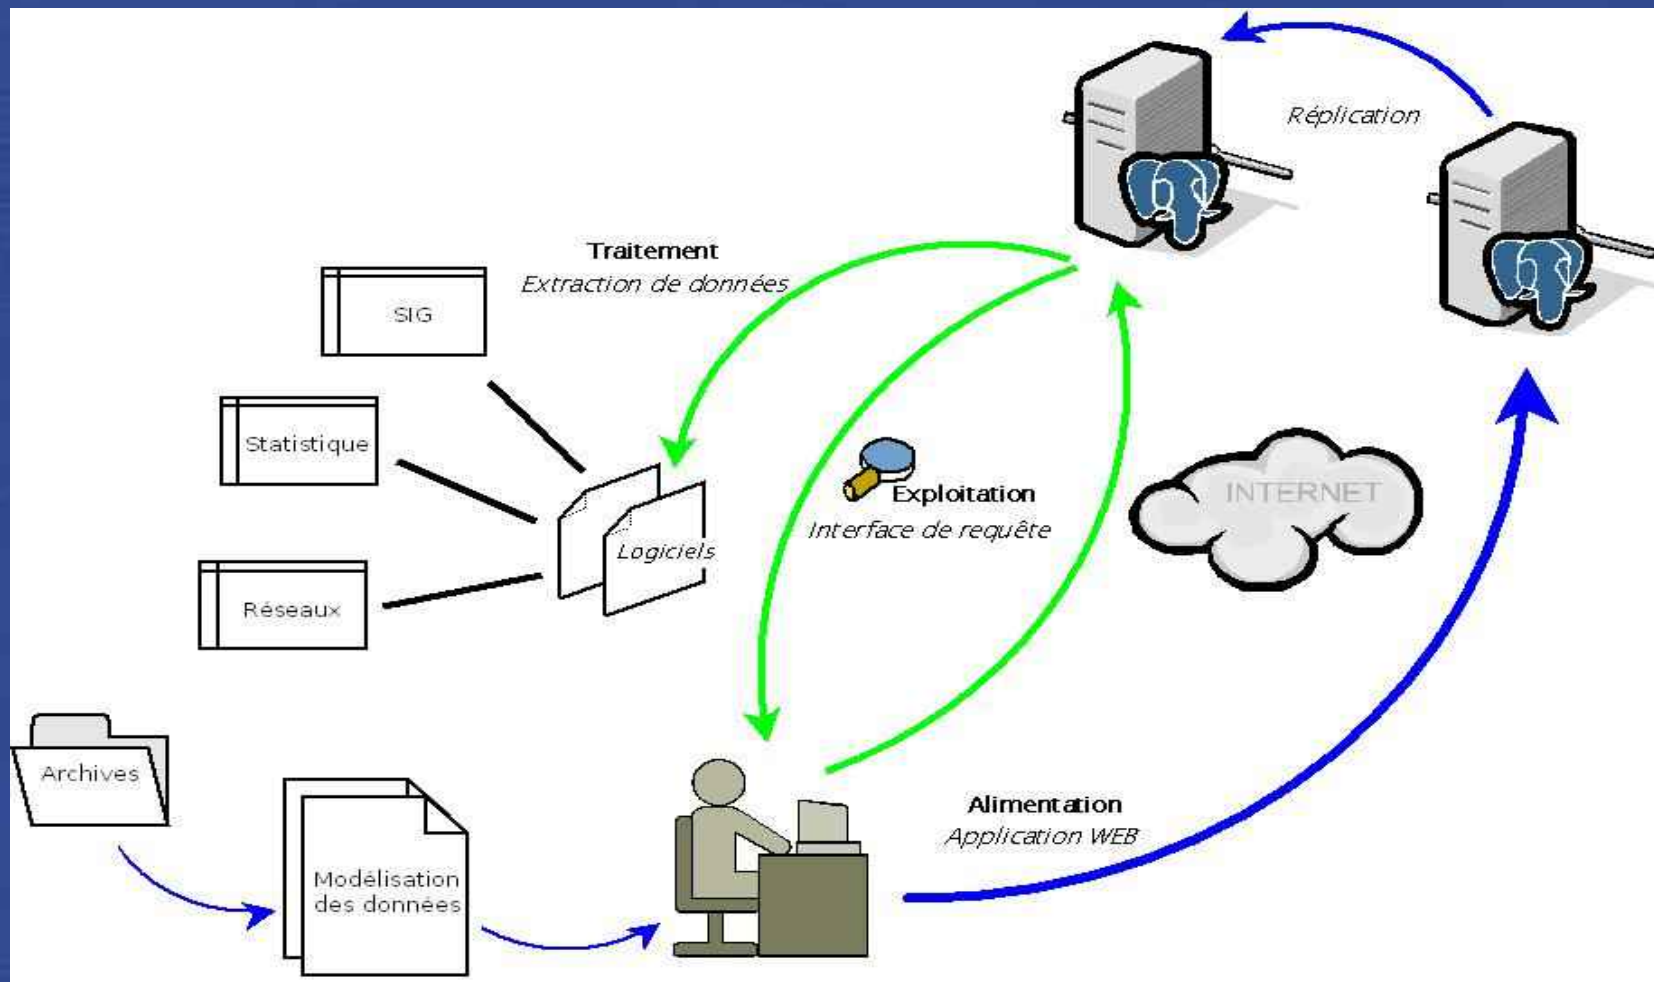 Réplication
Traitement
Extraction de données
SIG
Statistique
Réseaux
Logiciels
Exploitation
Interface de requête
INTERNET
Archives
Modélisation
des données
Alimentation
Application WEB